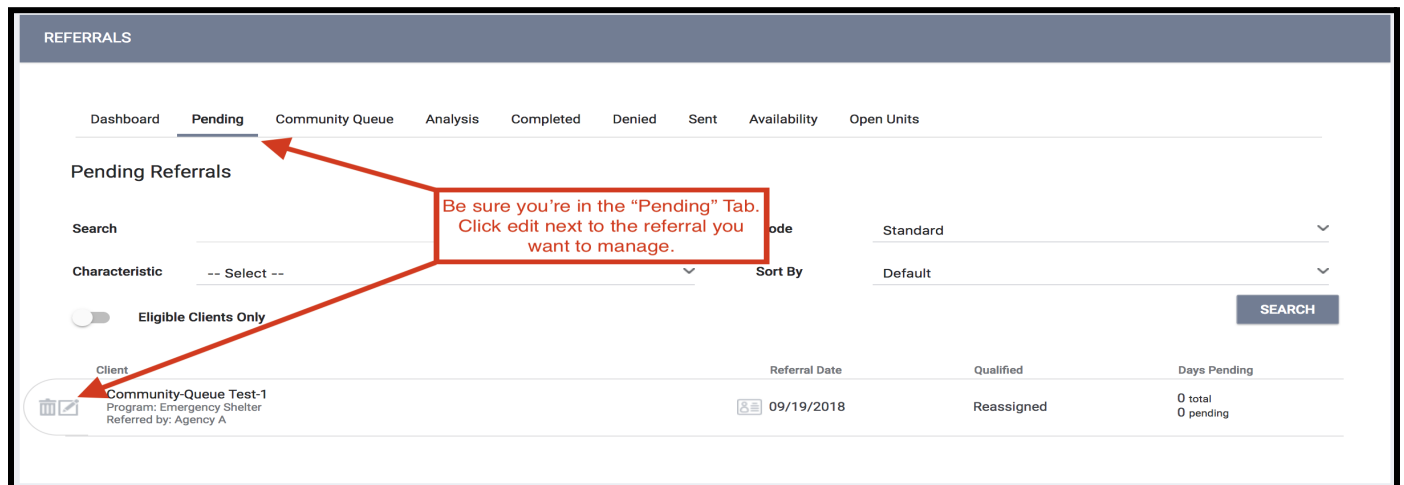 REFERRALS
Dashboard Pending Community Queue Analysis Completed Denied Sent Availability Open Units
Pending Referrals
Be sure you're in the “Pending” Tab.
Click edit next to the referral you
want to manage.
Search
ode Standard
Characteristic -- Select -- Sort By Default
Eligible Clients Only
SEARCH
Client Referral Date Qualified Days Pending
Community-Queue Test-1
Program: Emergency Shelter
Referred by: Agency A
09/19/2018 Reassigned
0 total
0 pending